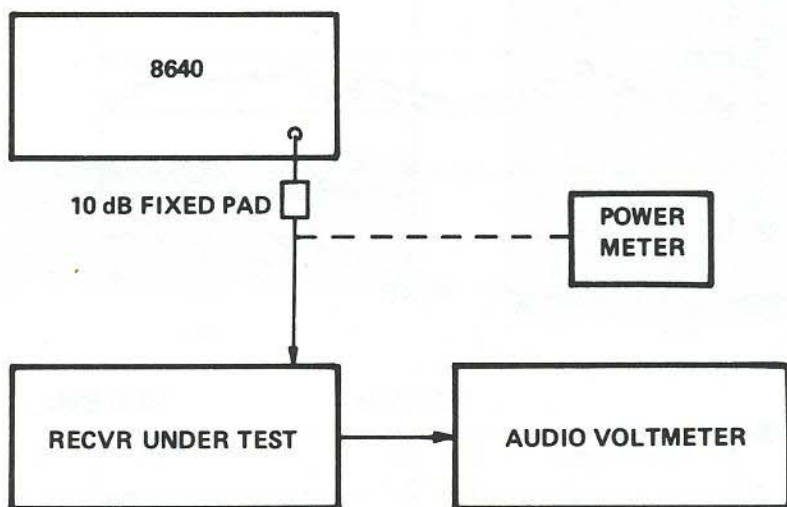 8640
10 dB FIXED PAD
POWER
METER
RECVR UNDER TEST
AUDIO VOLTMETER